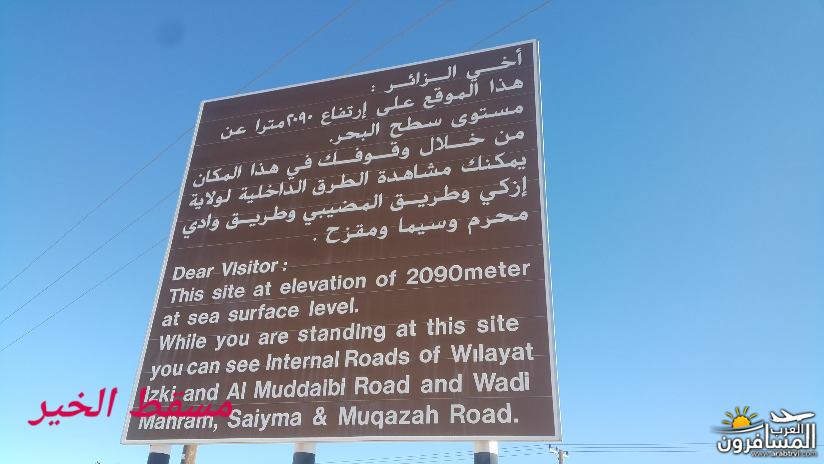 أخي الزائر :
هذا الموقع على إرتفاع ٢٠٩٠مترا عن
مستوى سطح البحر.
من خلال وقوفك في هذا المكان
يمكنك مشاهدة الطرق الداخلية لولاية
إزكي وطريق المضيبي وطريق وادي
محرم وسيما ومقزح .
Dear Visitor :
This site at elevation of 2090meter
at sea surface level.
While you are standing at this site
you can see Internal Roads of Wilayat
Izki and Al Muddaibi Road and Wadi
Mahram, Saiyma & Muqazah Road.
مسقط الخير
العرب
المسافرون
www.arabtrvl.com